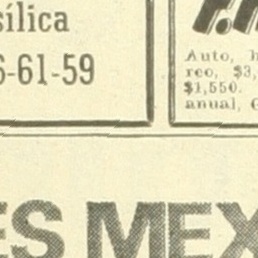 sílica
6-61-59
Auto, h
reo, $3,
$1,550.
anual, G
ES MEX